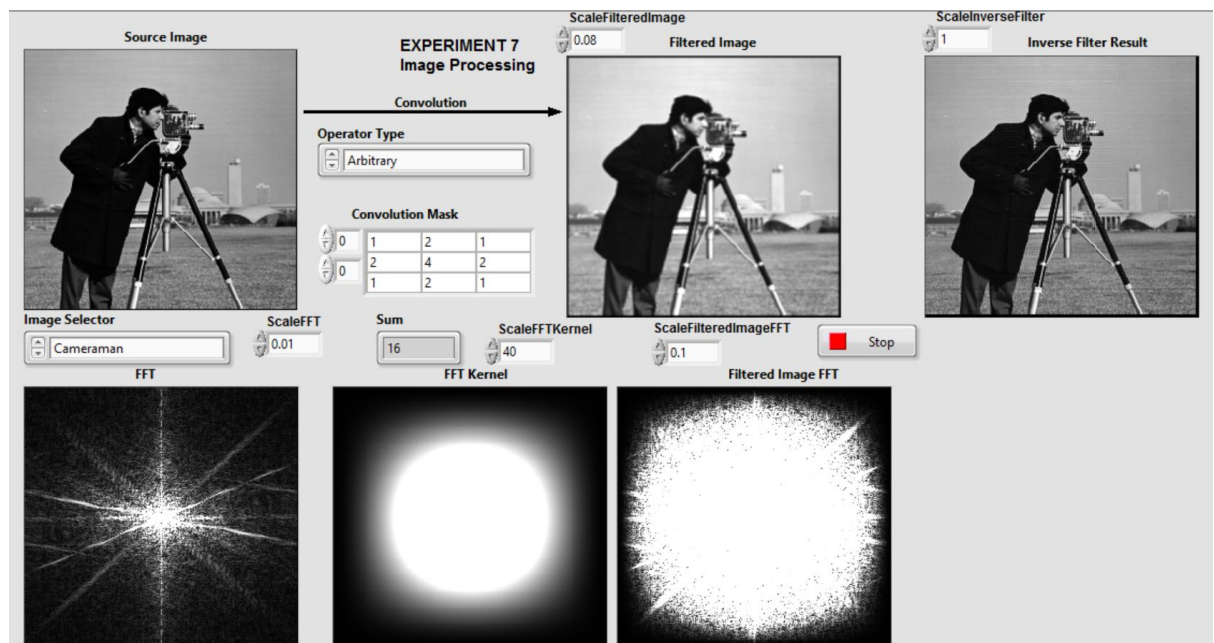 ScaleFilteredImage
0.08
ScaleInverseFilter
1
Source Image
EXPERIMENT 7
Image Processing
Filtered Image
Inverse Filter Result
Convolution
Operator Type
Arbitrary
Convolution Mask
0 1 2 1
0 2 4 2
1 2 1
Image Selector
Cameraman
ScaleFFT
0.01
Sum
16
ScaleFFTKernel
40
ScaleFilteredImageFFT
0.1
Stop
FFT
FFT Kernel
Filtered Image FFT